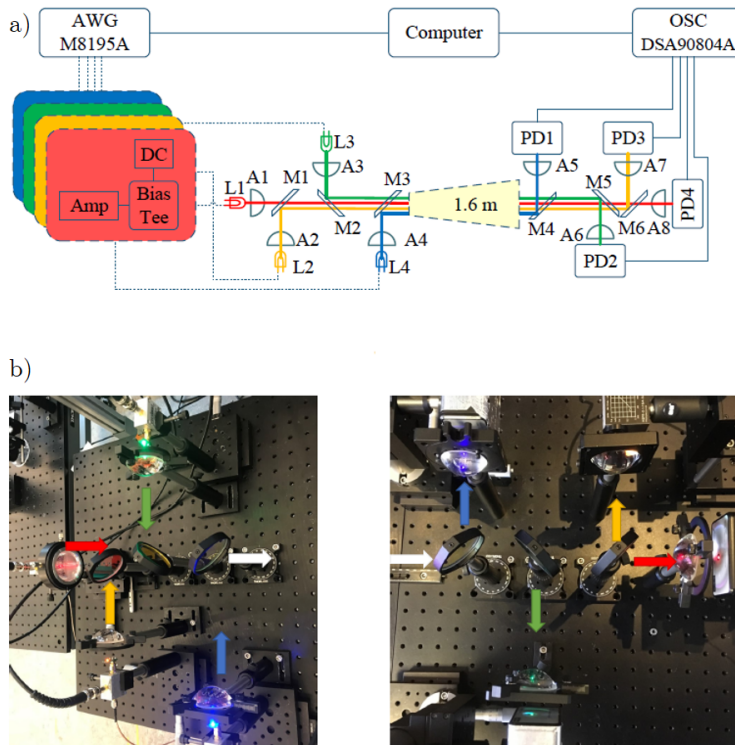 a)
AWG
M8195A
Computer
OSC
DSA90804A
DC
Amp
Bias
Tee
L1
A1
M1
L3
A3
M3
M2
A2
L2
A4
L4
1.6 m
PD1
A5
PD3
A7
M5
M4
M6
A8
PD4
A6
PD2
b)